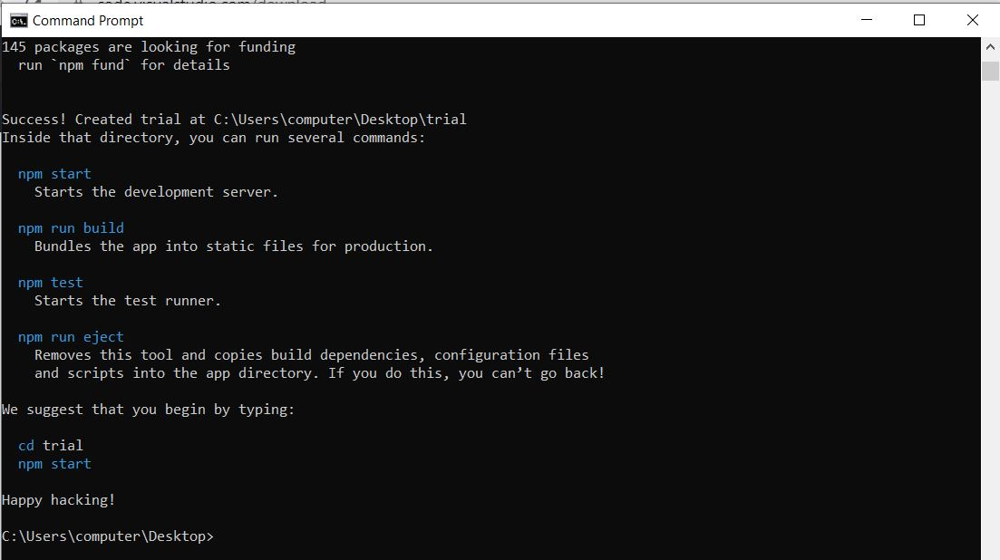 code.visualstudio.com/download
Command Prompt
145 packages are looking for funding
  run `npm fund` for details
Success! Created trial at C:\Users\computer\Desktop\trial
Inside that directory, you can run several commands:
  npm start
    Starts the development server.
  npm run build
    Bundles the app into static files for production.
  npm test
    Starts the test runner.
  npm run eject
    Removes this tool and copies build dependencies, configuration files
    and scripts into the app directory. If you do this, you can’t go back!
We suggest that you begin by typing:
  cd trial
  npm start
Happy hacking!
C:\Users\computer\Desktop>